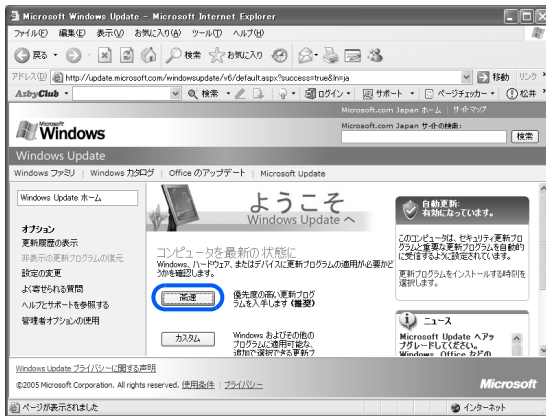 Microsoft Windows Update - Microsoft Internet Explorer
ファイル(F) 編集(E) 表示(V) お気に入り(A) ツール(T) ヘルプ(H)
戻る 検索 お気に入り
アドレス(D) http://update.microsoft.com/windowsupdate/v6/default.aspx?success=true&ln=ja 移動 リンク
AzbyClub 検索 ログイン サポート ページチェッカー 松井
Microsoft.com Japan ホーム | サイトマップ
Microsoft Windows
Microsoft.com Japan サイトの検索:
検索
Windows Update
Windows ファミリ | Windows カタログ | Office のアップデート | Microsoft Update
Windows Update ホーム
オプション
更新履歴の表示
非表示の更新プログラムの復元
設定の変更
よく寄せられる質問
ヘルプとサポートを参照する
管理者オプションの使用
ようこそ
Windows Update へ
コンピュータを最新の状態に
Windows、ハードウェア、またはデバイスに更新プログラムの適用が必要かど
うかを確認します。
高速
優先度の高い更新プログ
ラムを入手します (推奨)
カスタム
Windows およびその他の
プログラムに適用可能な、
追加で選択できる更新プ
自動更新:
有効になっています。
このコンピュータは、セキュリティ更新プロ
グラムと重要な更新プログラムを自動的
に受信するように設定されています。
更新プログラムをインストールする時刻を
選択します。
ニュース
Microsoft Update へアッ
プグレードしてください。
Windows、Office などの
Windows Update プライバシーに関する声明
©2005 Microsoft Corporation. All rights reserved. 使用条件 | プライバシー
Microsoft
ページが表示されました
インターネット